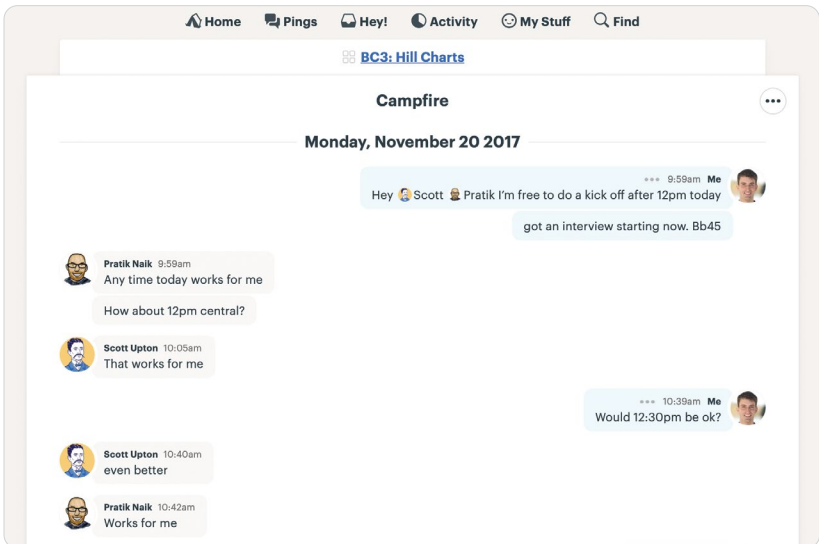 Home Pings Hey! Activity My Stuff Find
BC3: Hill Charts
Campfire
Monday, November 20 2017
9:59am Me
Hey Scott Pratik I’m free to do a kick off after 12pm today
got an interview starting now. Bb45
Pratik Naik 9:59am
Any time today works for me
How about 12pm central?
Scott Upton 10:05am
That works for me
10:39am Me
Would 12:30pm be ok?
Scott Upton 10:40am
even better
Pratik Naik 10:42am
Works for me